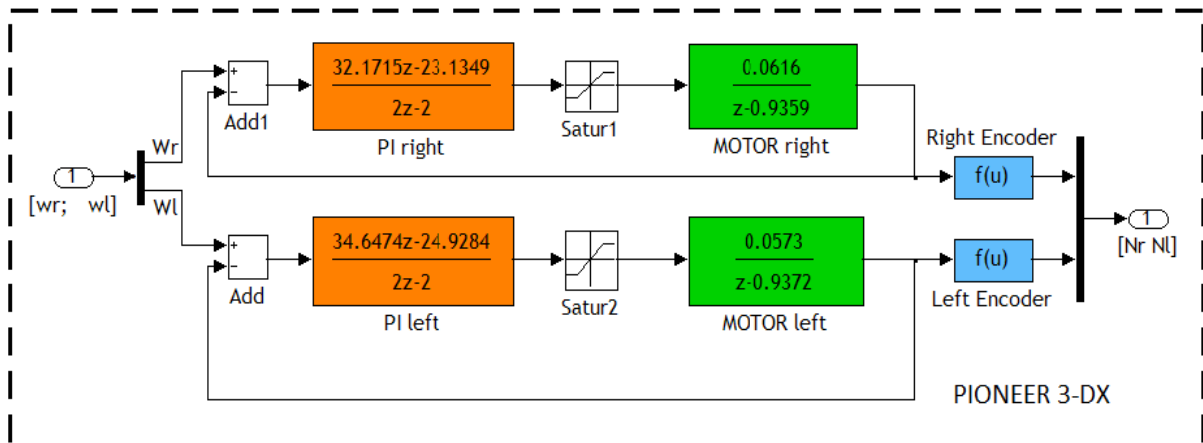 32.1715z-23.1349
2z-2
PI right
+
−
Add1
Satur1
0.0616
z-0.9359
MOTOR right
Right Encoder
f(u)
Wr
1
[wr; wl]
Wl
1
[Nr Nl]
+
−
Add
34.6474z-24.9284
2z-2
PI left
Satur2
0.0573
z-0.9372
MOTOR left
f(u)
Left Encoder
PIONEER 3-DX